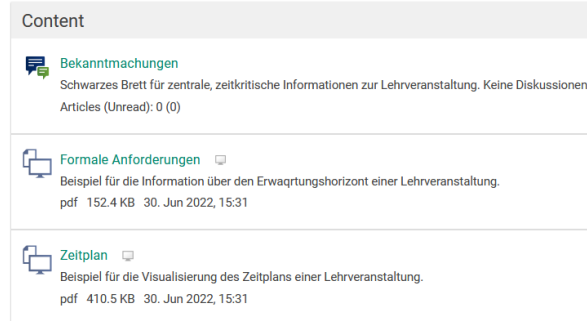 Content
Bekanntmachungen
Schwarzes Brett für zentrale, zeitkritische Informationen zur Lehrveranstaltung. Keine Diskussionen
Articles (Unread): 0 (0)
Formale Anforderungen
Beispiel für die Information über den Erwaqrtungshorizont einer Lehrveranstaltung.
pdf 152.4 KB 30. Jun 2022, 15:31
Zeitplan
Beispiel für die Visualisierung des Zeitplans einer Lehrveranstaltung.
pdf 410.5 KB 30. Jun 2022, 15:31